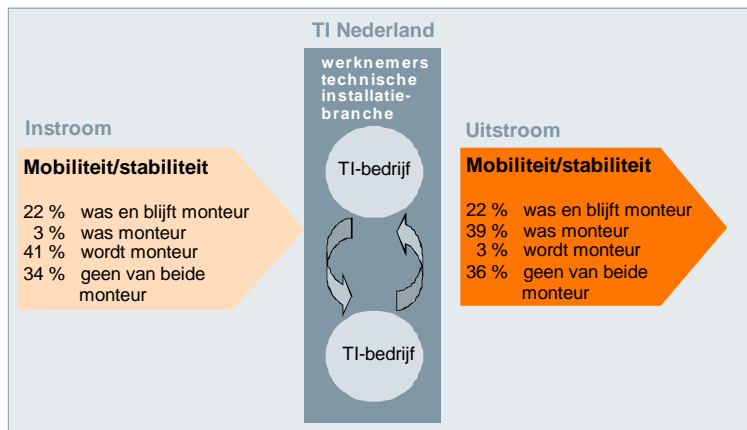 TI Nederland
werknemers
technische
installatie-
branche
TI-bedrijf
TI-bedrijf
Instroom
Mobiliteit/stabiliteit
22 % was en blijft monteur
3 % was monteur
41 % wordt monteur
34 % geen van beide
monteur
Uitstroom
Mobiliteit/stabiliteit
22 % was en blijft monteur
39 % was monteur
3 % wordt monteur
36 % geen van beide
monteur